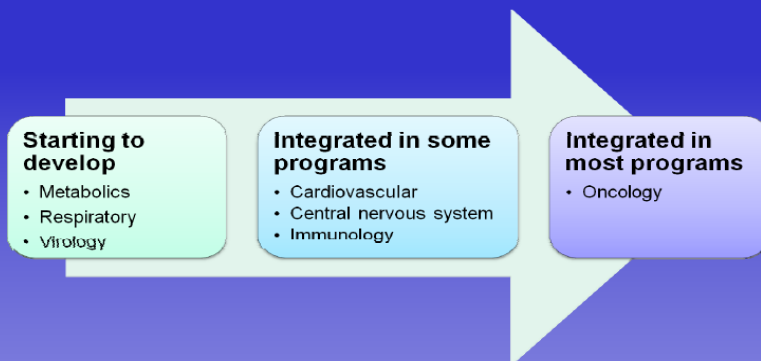 Starting to
develop
• Metabolics
• Respiratory
• Virology
Integrated in some
programs
• Cardiovascular
• Central nervous system
• Immunology
Integrated in
most programs
• Oncology